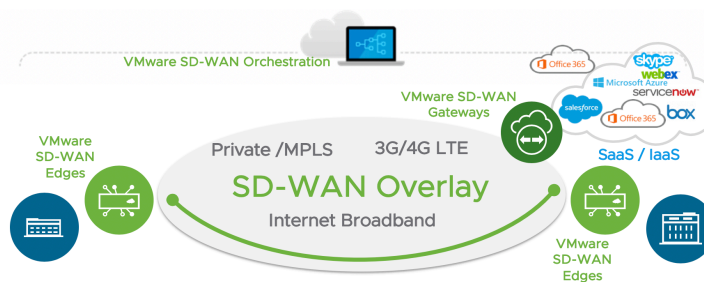 VMware SD-WAN Orchestration
Office 365
skype
webex
Microsoft Azure
servicenow
salesforce
Office 365
box
SaaS / IaaS
VMware SD-WAN
Gateways
VMware
SD-WAN
Edges
Private /MPLS
3G/4G LTE
SD-WAN Overlay
Internet Broadband
VMware
SD-WAN
Edges